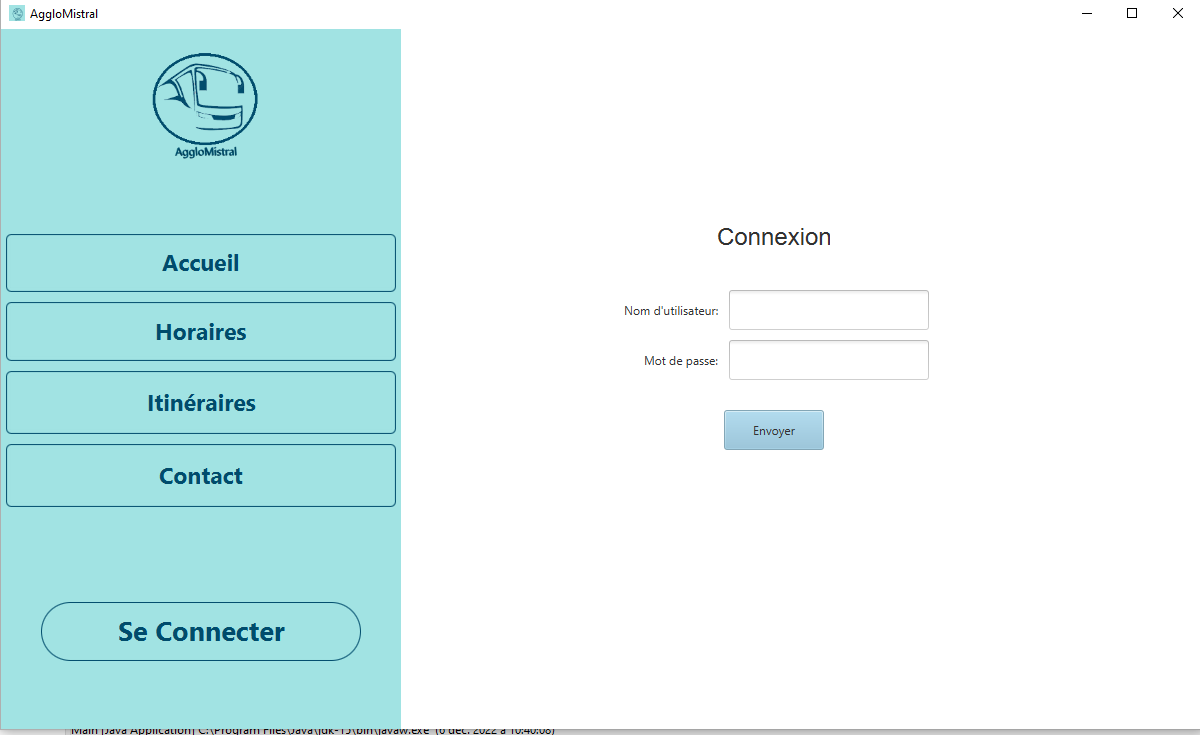 AggloMistral
AggloMistral
Accueil
Horaires
Itinéraires
Contact
Se Connecter
Connexion
Nom d'utilisateur:
Mot de passe:
Envoyer
Main [Java Application] C:\Program Files\Java\jdk-15\bin\javaw.exe (6 déc. 2022 à 10:40:08)